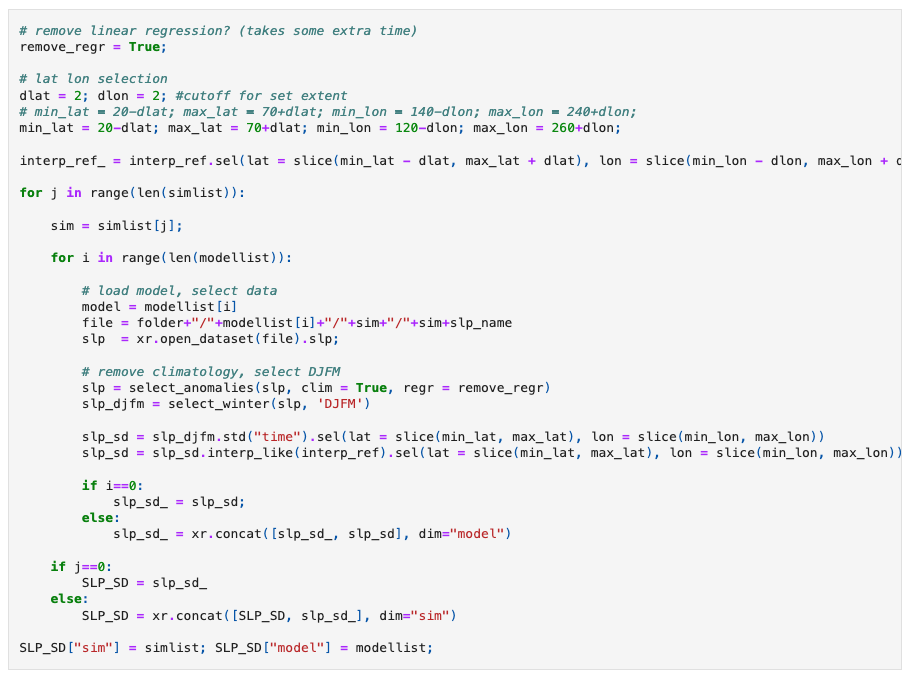 # remove linear regression? (takes some extra time)
remove_regr = True;
# lat lon selection
dlat = 2; dlon = 2; #cutoff for set extent
# min_lat = 20-dlat; max_lat = 70+dlat; min_lon = 140-dlon; max_lon = 240+dlon;
min_lat = 20-dlat; max_lat = 70+dlat; min_lon = 120-dlon; max_lon = 260+dlon;
interp_ref_ = interp_ref.sel(lat = slice(min_lat - dlat, max_lat + dlat), lon = slice(min_lon - dlon, max_lon +
for j in range(len(simlist)):
    sim = simlist[j];
    for i in range(len(modellist)):
        # load model, select data
        model = modellist[i]
        file = folder+"/"+modellist[i]+"/"+sim+"/"+sim+slp_name
        slp  = xr.open_dataset(file).slp;
        # remove climatology, select DJFM
        slp = select_anomalies(slp, clim = True, regr = remove_regr)
        slp_djfm = select_winter(slp, 'DJFM')
        slp_sd = slp_djfm.std("time").sel(lat = slice(min_lat, max_lat), lon = slice(min_lon, max_lon))
        slp_sd = slp_sd.interp_like(interp_ref).sel(lat = slice(min_lat, max_lat), lon = slice(min_lon, max_lon))
        if i==0:
            slp_sd_ = slp_sd;
        else:
            slp_sd_ = xr.concat([slp_sd_, slp_sd], dim="model")
    if j==0:
        SLP_SD = slp_sd_
    else:
        SLP_SD = xr.concat([SLP_SD, slp_sd_], dim="sim")
SLP_SD["sim"] = simlist; SLP_SD["model"] = modellist;